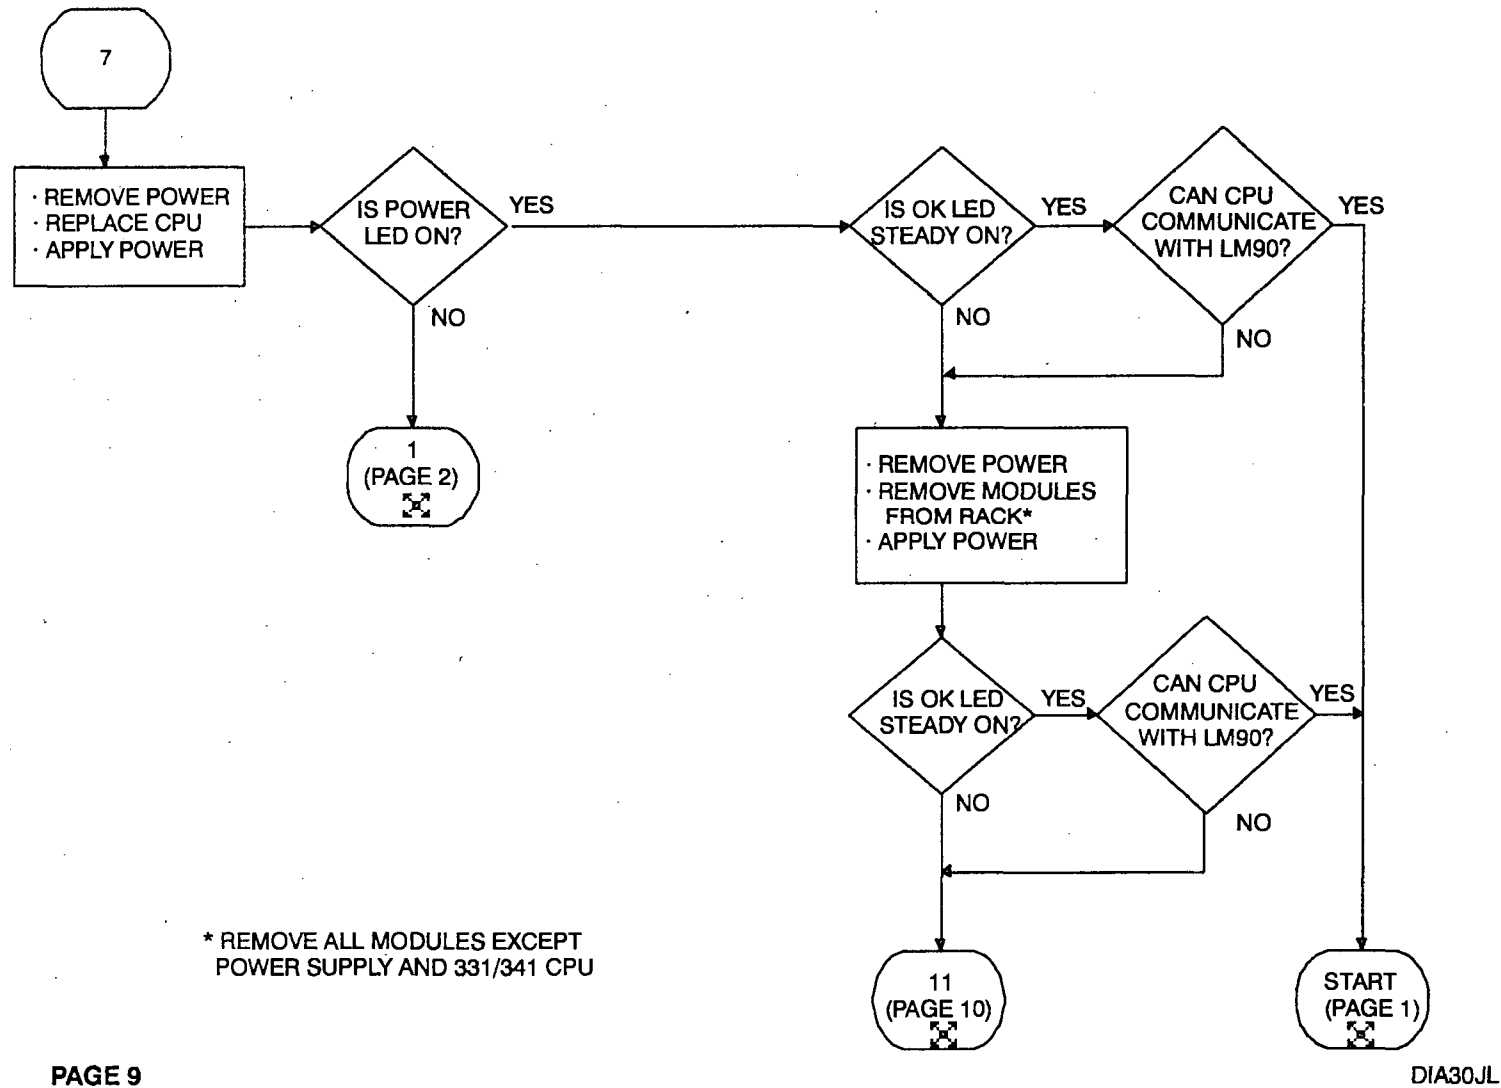 7
· REMOVE POWER
· REPLACE CPU
· APPLY POWER
IS POWER
LED ON?
YES
NO
1
(PAGE 2)
IS OK LED
STEADY ON?
YES
NO
CAN CPU
COMMUNICATE
WITH LM90?
YES
NO
· REMOVE POWER
· REMOVE MODULES
FROM RACK*
· APPLY POWER
IS OK LED
STEADY ON?
YES
NO
CAN CPU
COMMUNICATE
WITH LM90?
YES
NO
11
(PAGE 10)
START
(PAGE 1)
* REMOVE ALL MODULES EXCEPT
POWER SUPPLY AND 331/341 CPU
PAGE 9
DIA30JL